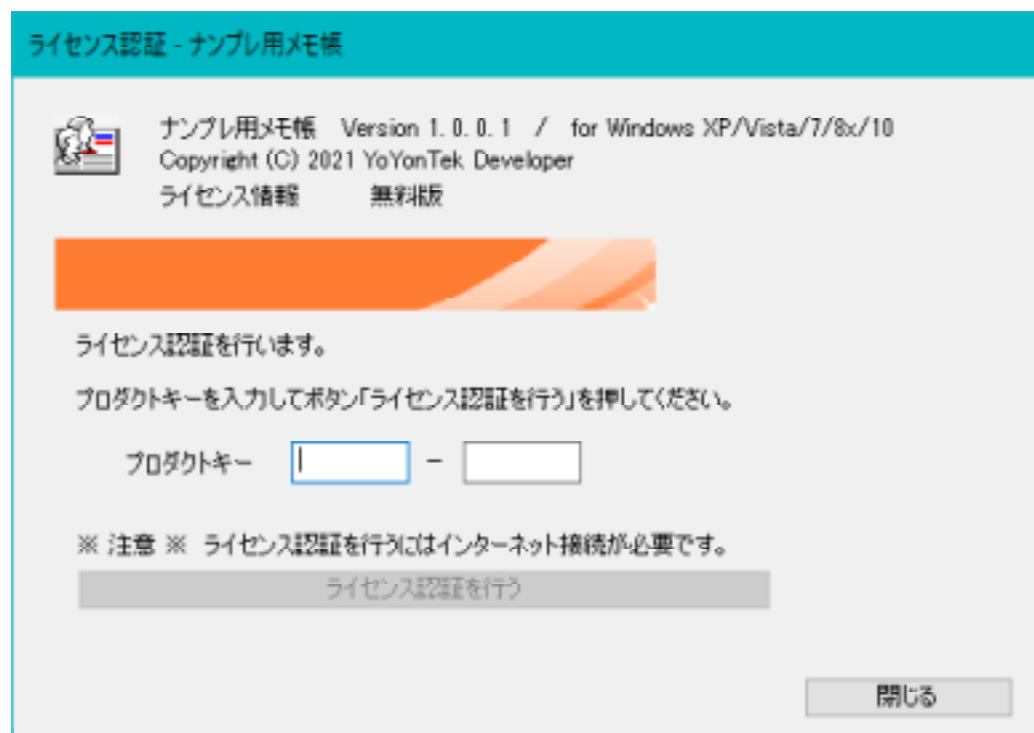 ライセンス認証 - ナンプレ用メモ帳
ナンプレ用メモ帳 Version 1.0.0.1 / for Windows XP/Vista/7/8x/10
Copyright (C) 2021 YoYonTek Developer
ライセンス情報 無料版
ライセンス認証を行います。
プロダクトキーを入力してボタン「ライセンス認証を行う」を押してください。
プロダクトキー -
※ 注意 ※ ライセンス認証を行うにはインターネット接続が必要です。
ライセンス認証を行う
閉じる